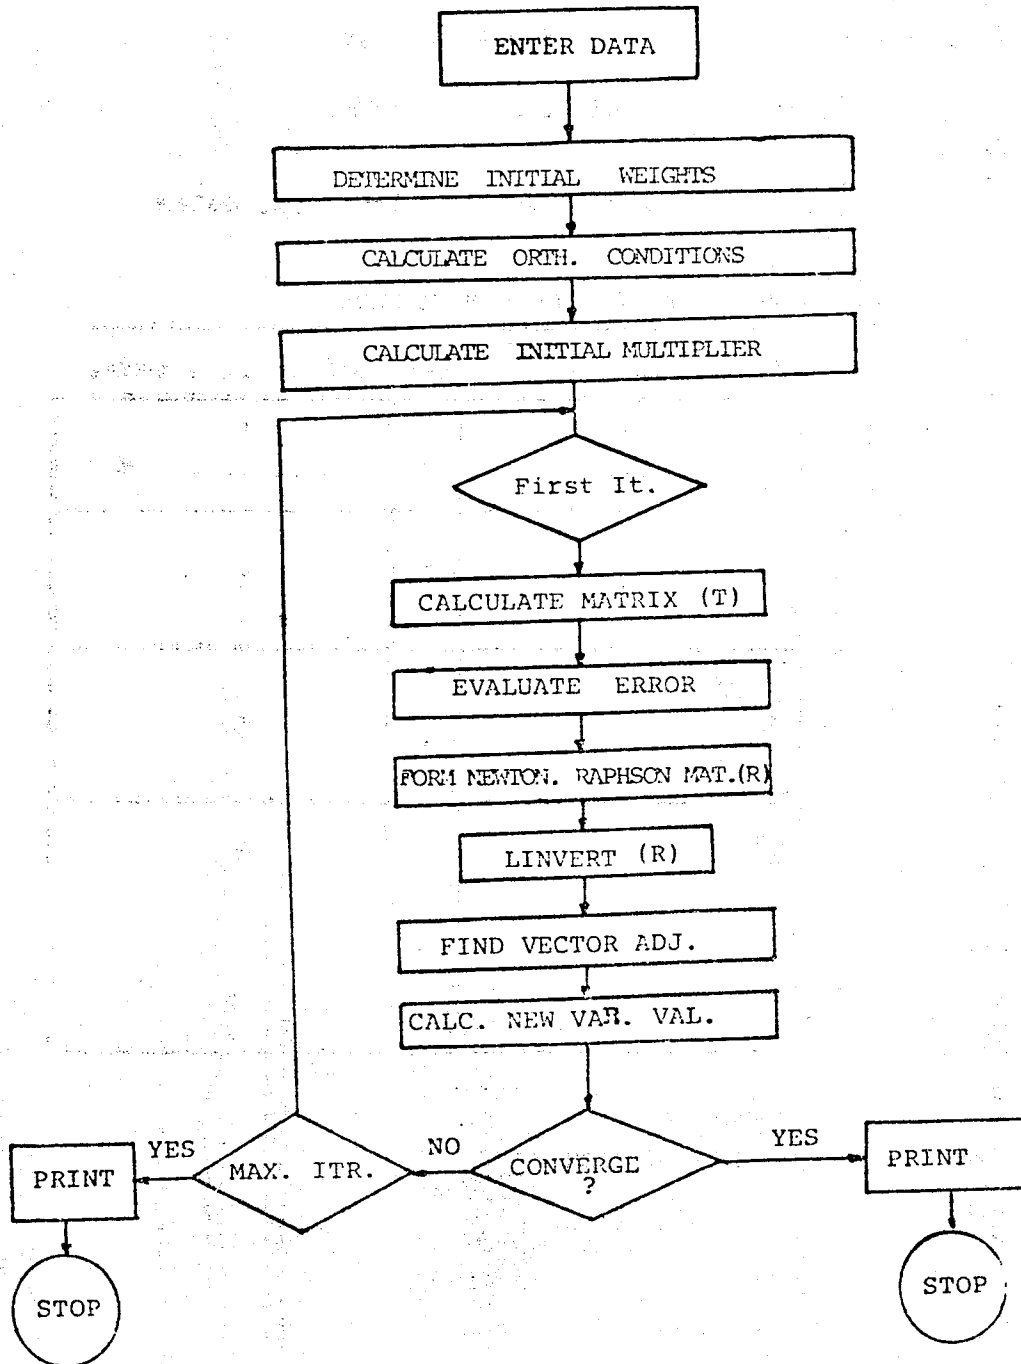 ENTER DATA
DETERMINE INITIAL WEIGHTS
CALCULATE ORTH. CONDITIONS
CALCULATE INITIAL MULTIPLIER
First It.
CALCULATE MATRIX (T)
EVALUATE ERROR
FORM NEWTON. RAPHSON MAT.(R)
LINVERT (R)
FIND VECTOR ADJ.
CALC. NEW VAR. VAL.
YES
NO
YES
PRINT
MAX. ITR.
CONVERGE
?
PRINT
STOP
STOP